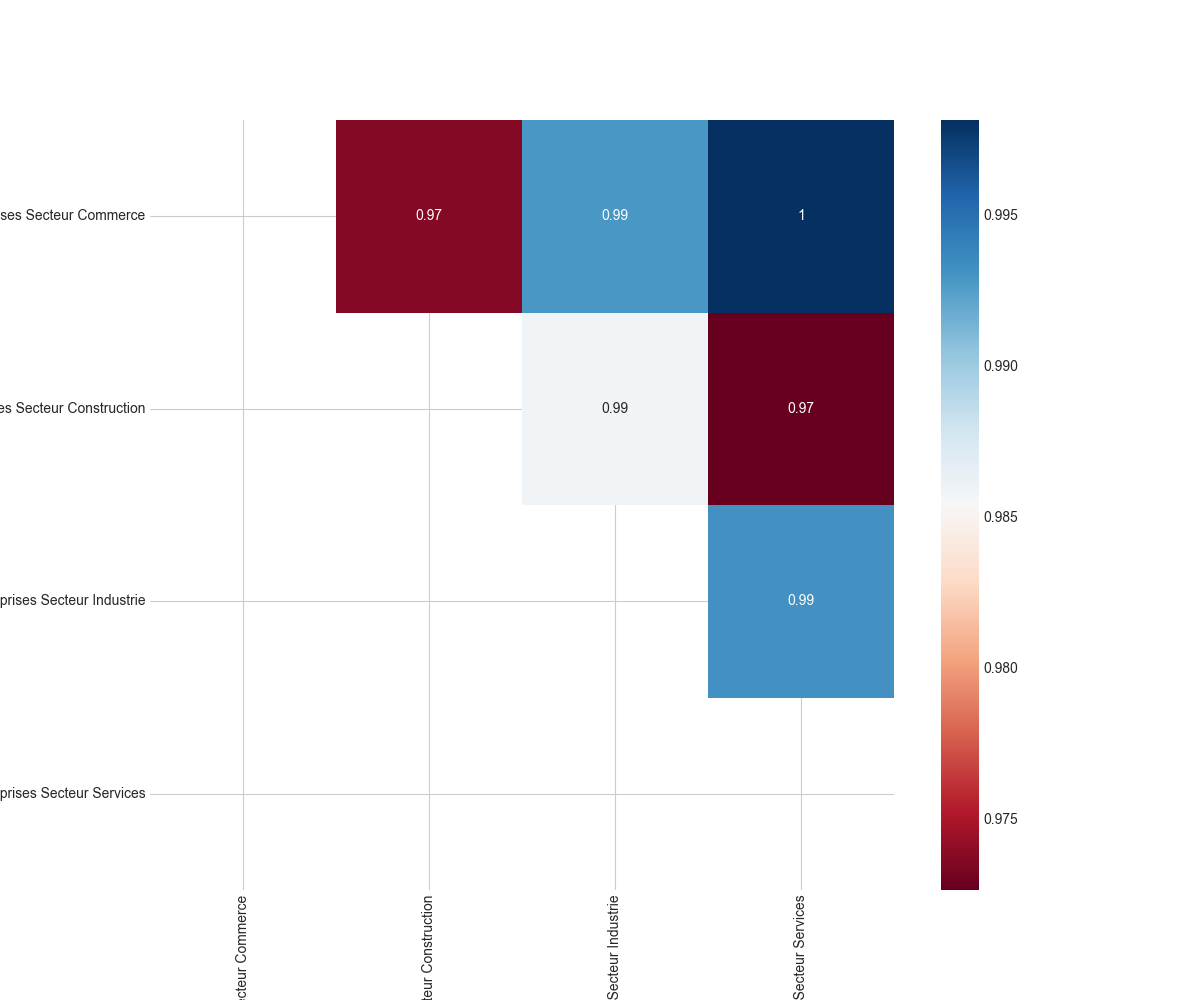 ses Secteur Commerce
0.97
0.99
1
0.995
0.990
es Secteur Construction
0.99
0.97
0.985
prises Secteur Industrie
0.99
0.980
prises Secteur Services
0.975
cteur Commerce
teur Construction
Secteur Industrie
Secteur Services